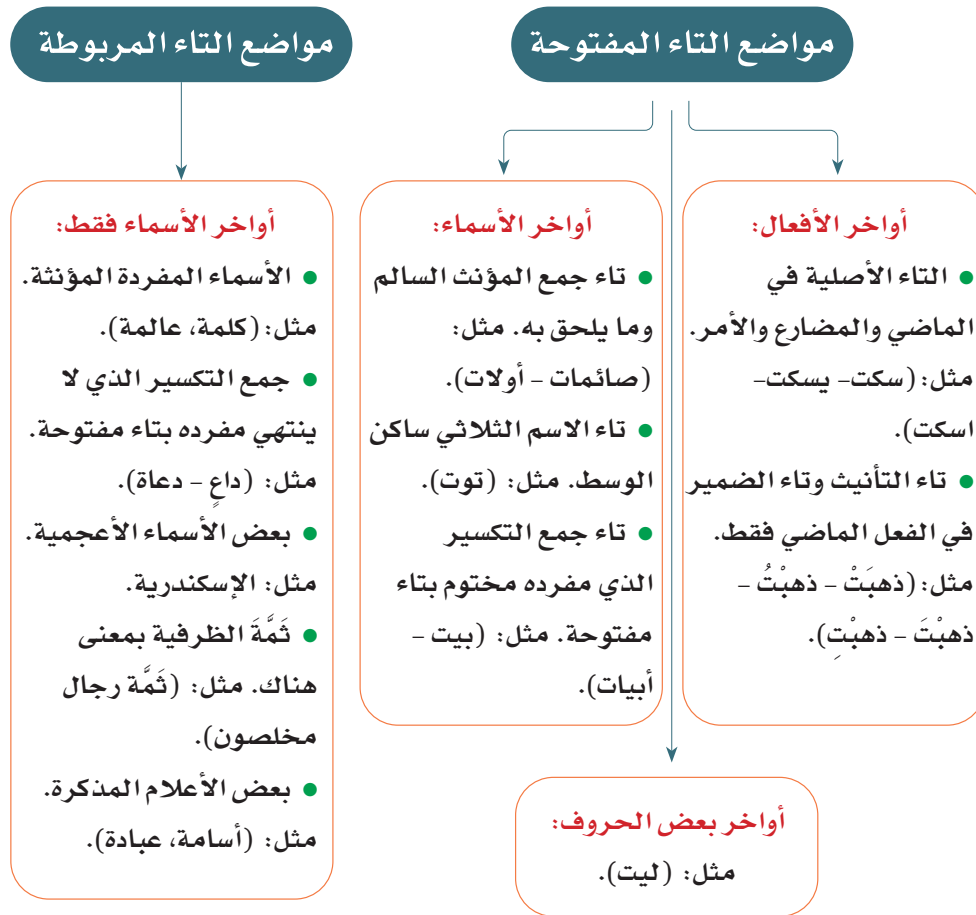 مواضع التاء المفتوحة
أواخر الأفعال:
● التاء الأصلية في
الماضي والمضارع والأمر.
مثل: (سكت- يسكت-
اسكت).
● تاء التأنيث وتاء الضمير
في الفعل الماضي فقط.
مثل: (ذهبَتْ - ذهبْتُ -
ذهبْتَ - ذهبْتِ).
أواخر الأسماء:
● تاء جمع المؤنث السالم
وما يلحق به. مثل:
(صائمات - أولات).
● تاء الاسم الثلاثي ساكن
الوسط. مثل: (توت).
● تاء جمع التكسير
الذي مفرده مختوم بتاء
مفتوحة. مثل: (بيت -
أبيات).
أواخر بعض الحروف:
مثل: (ليت).
مواضع التاء المربوطة
أواخر الأسماء فقط:
● الأسماء المفردة المؤنثة.
مثل: (كلمة، عالمة).
● جمع التكسير الذي لا
ينتهي مفرده بتاء مفتوحة.
مثل: (داعٍ - دعاة).
● بعض الأسماء الأعجمية.
مثل: الإسكندرية.
● ثَمَّةَ الظرفية بمعنى
هناك. مثل: (ثَمَّة رجال
مخلصون).
● بعض الأعلام المذكرة.
مثل: (أسامة، عبادة).